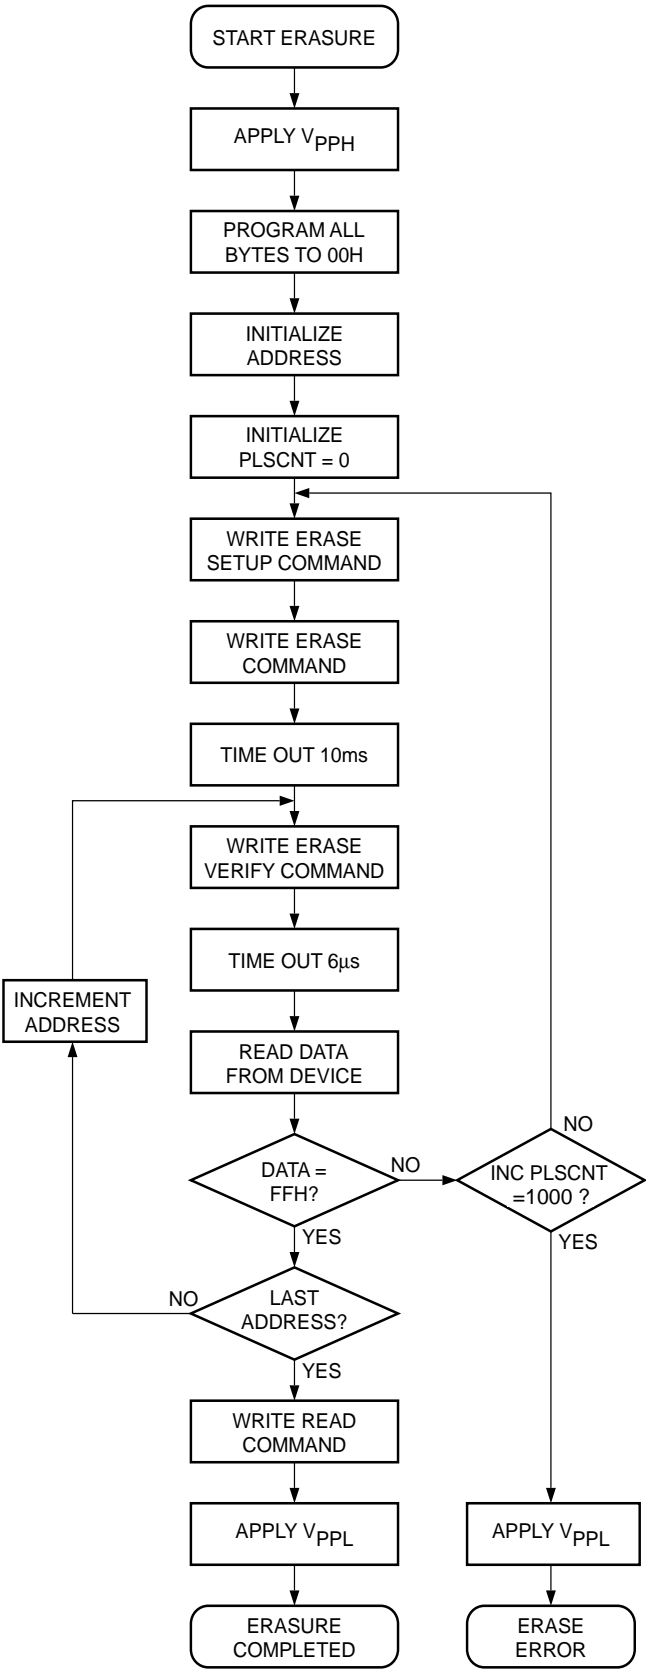 START ERASURE
APPLY VPPH
PROGRAM ALL
BYTES TO 00H
INITIALIZE
ADDRESS
INITIALIZE
PLSCNT = 0
WRITE ERASE
SETUP COMMAND
WRITE ERASE
COMMAND
TIME OUT 10ms
WRITE ERASE
VERIFY COMMAND
TIME OUT 6μs
INCREMENT
ADDRESS
READ DATA
FROM DEVICE
DATA =
FFH?
NO
YES
INC PLSCNT
=1000 ?
NO
YES
LAST
ADDRESS?
NO
YES
WRITE READ
COMMAND
APPLY VPPL
ERASURE
COMPLETED
APPLY VPPL
ERASE
ERROR